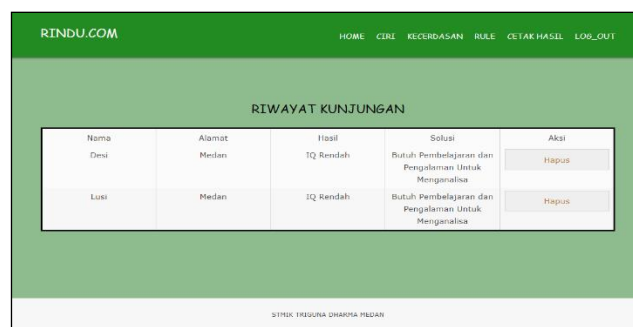 RINDU.COM
HOME CIRI KECERDASAN RULE CETAK HASIL LOG_OUT
RIWAYAT KUNJUNGAN
Nama Alamat Hasil Solusi Aksi
Desi Medan IQ Rendah Butuh Pembelajaran dan Hapus
Pengalaman Untuk
Menganalisa
Lusi Medan IQ Rendah Butuh Pembelajaran dan Hapus
Pengalaman Untuk
Menganalisa
STMIK TRIGUNA DHARMA MEDAN